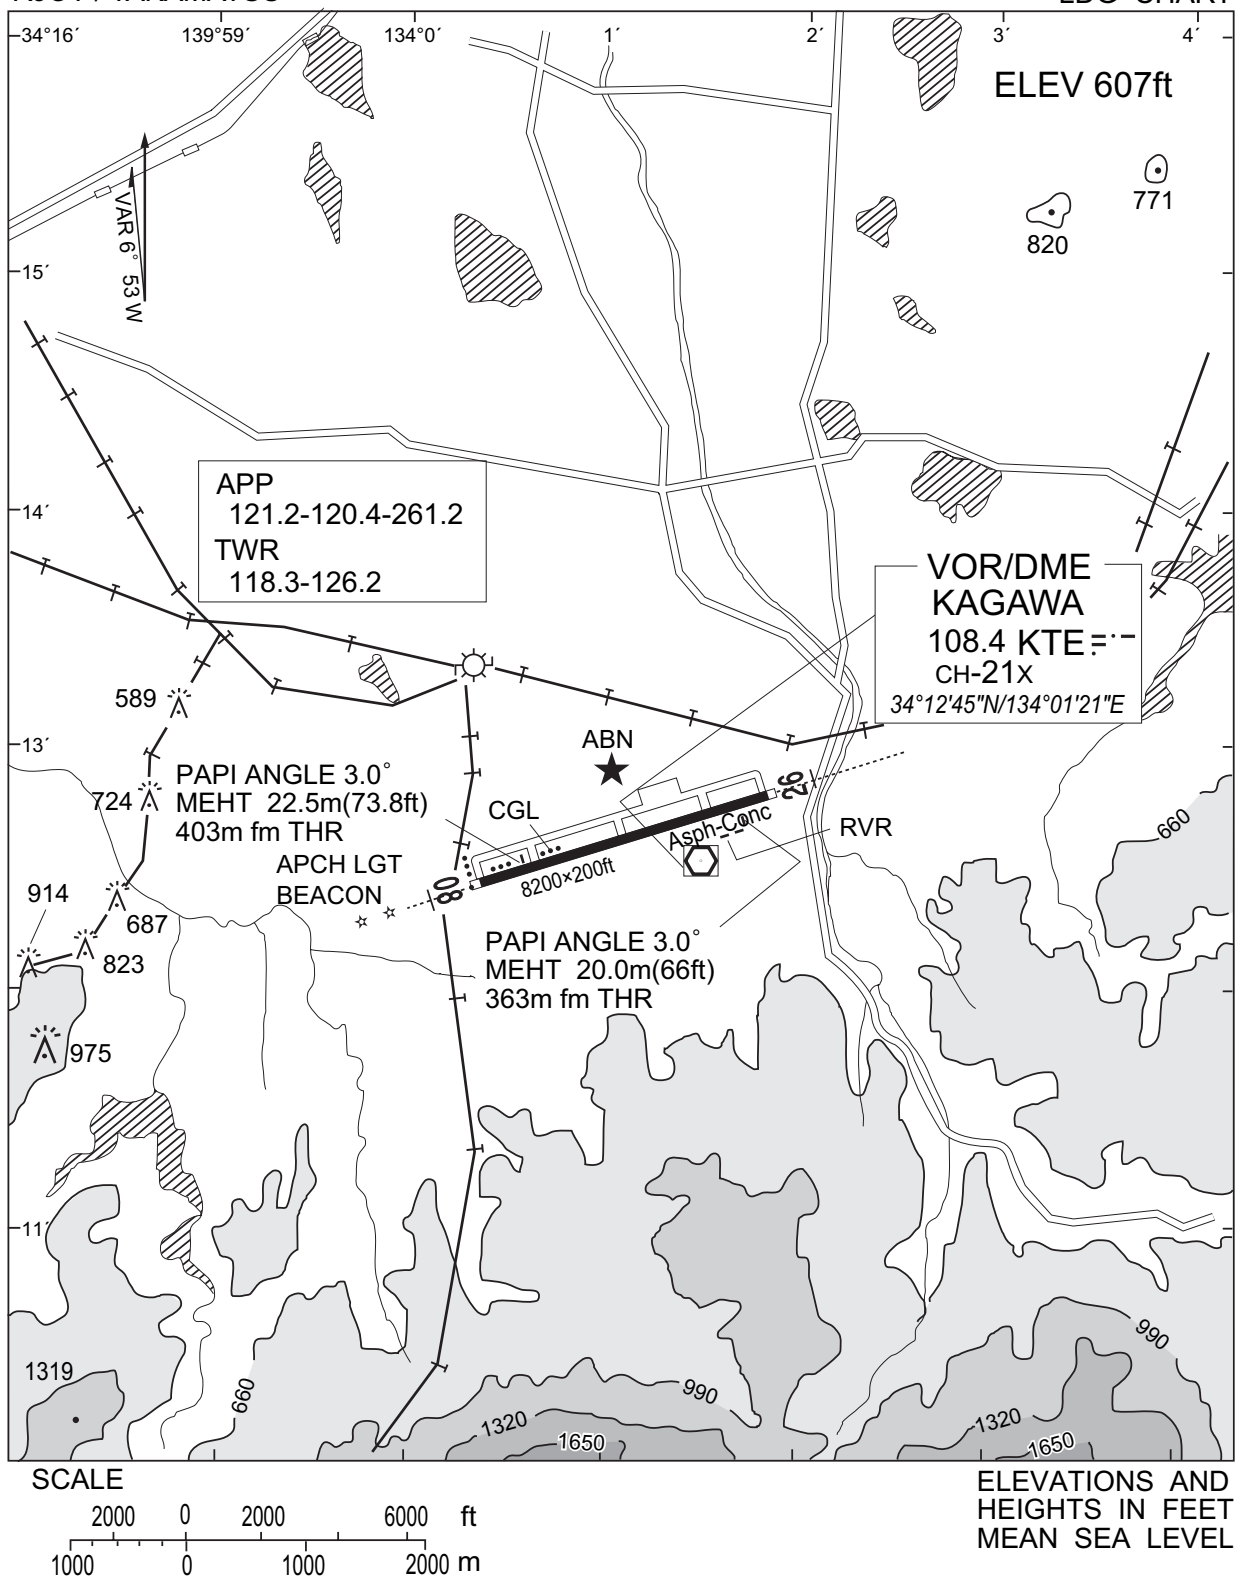 LDG CHART
34°16´
139°59´
134°0´
1´
2´
3´
4´
ELEV 607ft
771
820
VAR 6° 53 W
15´
APP
121.2-120.4-261.2
TWR
118.3-126.2
14´
VOR/DME
KAGAWA
108.4 KTE
CH-21X
34°12'45"N/134°01'21"E
589
13´
ABN
PAPI ANGLE 3.0°
MEHT 22.5m(73.8ft)
403m fm THR
724
CGL
26
Asph-Conc
RVR
660
APCH LGT
BEACON
08
8200×200ft
914
687
823
PAPI ANGLE 3.0°
MEHT 20.0m(66ft)
363m fm THR
975
11´
1319
660
990
1320
1650
990
1320
1650
SCALE
2000 0 2000 6000 ft
1000 0 1000 2000 m
ELEVATIONS AND
HEIGHTS IN FEET
MEAN SEA LEVEL